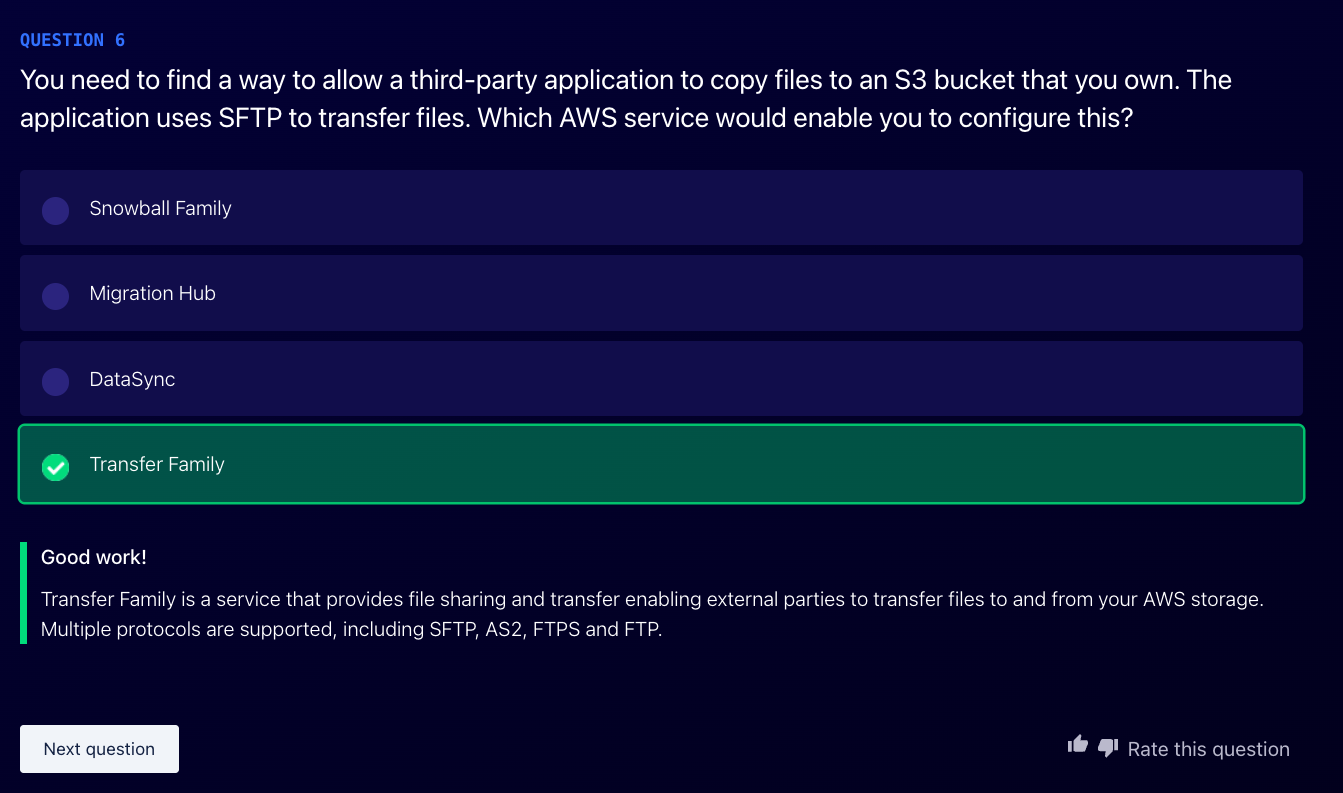 QUESTION 6
You need to find a way to allow a third-party application to copy files to an S3 bucket that you own. The
application uses SFTP to transfer files. Which AWS service would enable you to configure this?
Snowball Family
Migration Hub
DataSync
Transfer Family
Good work!
Transfer Family is a service that provides file sharing and transfer enabling external parties to transfer files to and from your AWS storage.
Multiple protocols are supported, including SFTP, AS2, FTPS and FTP.
Next question
Rate this question